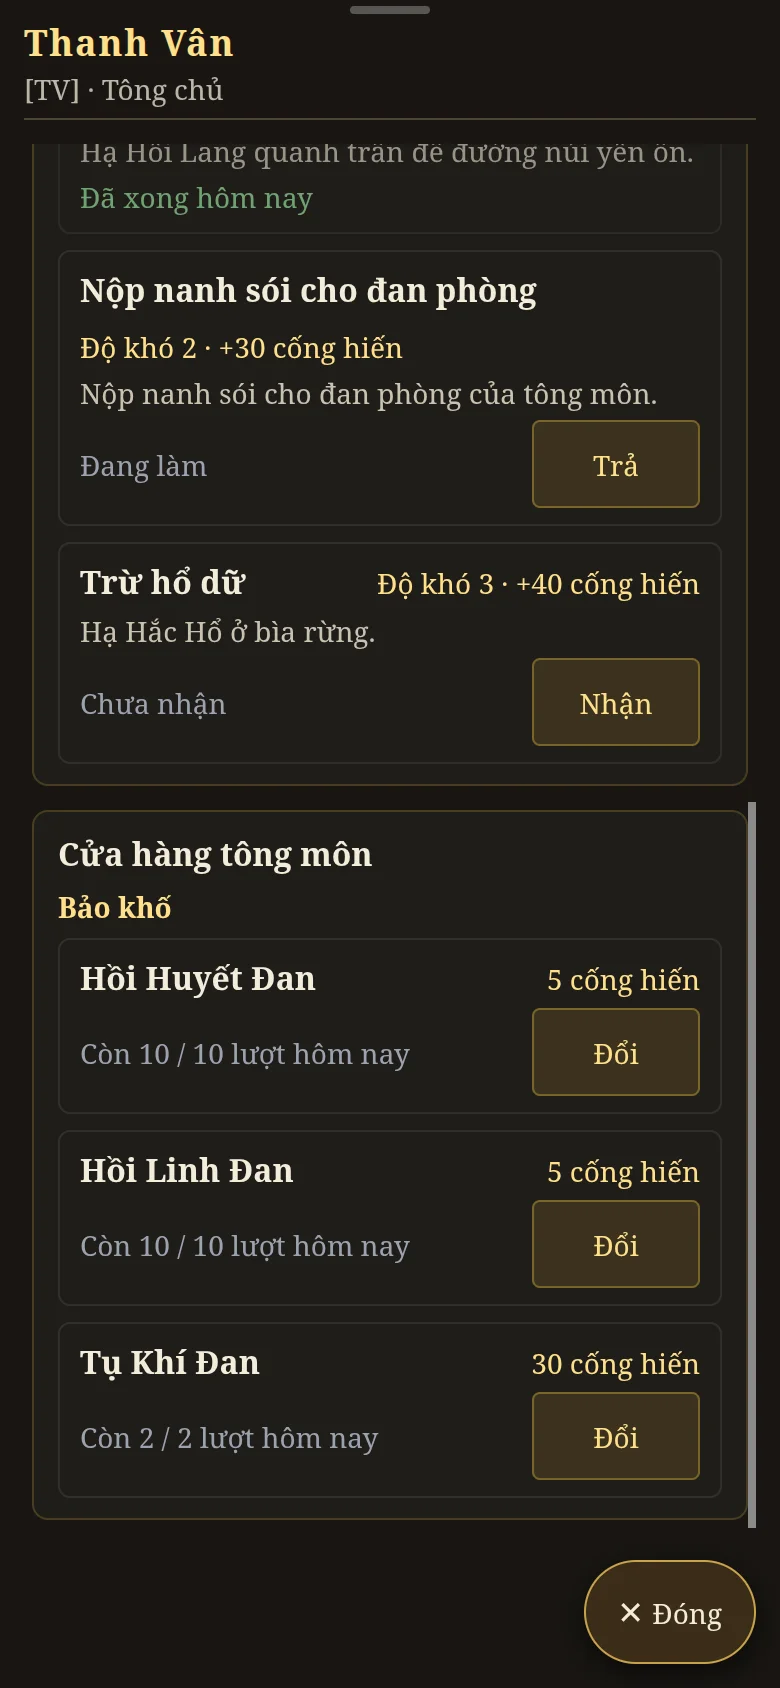 Thanh Vân
[TV] · Tông chủ
Hạ Hôi Lang quanh trấn để đường núi yên ổn.
Đã xong hôm nay
Nộp nanh sói cho đan phòng
Độ khó 2 · +30 cống hiến
Nộp nanh sói cho đan phòng của tông môn.
Đang làm
Trả
Trừ hổ dữ
Độ khó 3 · +40 cống hiến
Hạ Hắc Hổ ở bìa rừng.
Chưa nhận
Nhận
Cửa hàng tông môn
Bảo khố
Hồi Huyết Đan
5 cống hiến
Còn 10 / 10 lượt hôm nay
Đổi
Hồi Linh Đan
5 cống hiến
Còn 10 / 10 lượt hôm nay
Đổi
Tụ Khí Đan
30 cống hiến
Còn 2 / 2 lượt hôm nay
Đổi
✕ Đóng